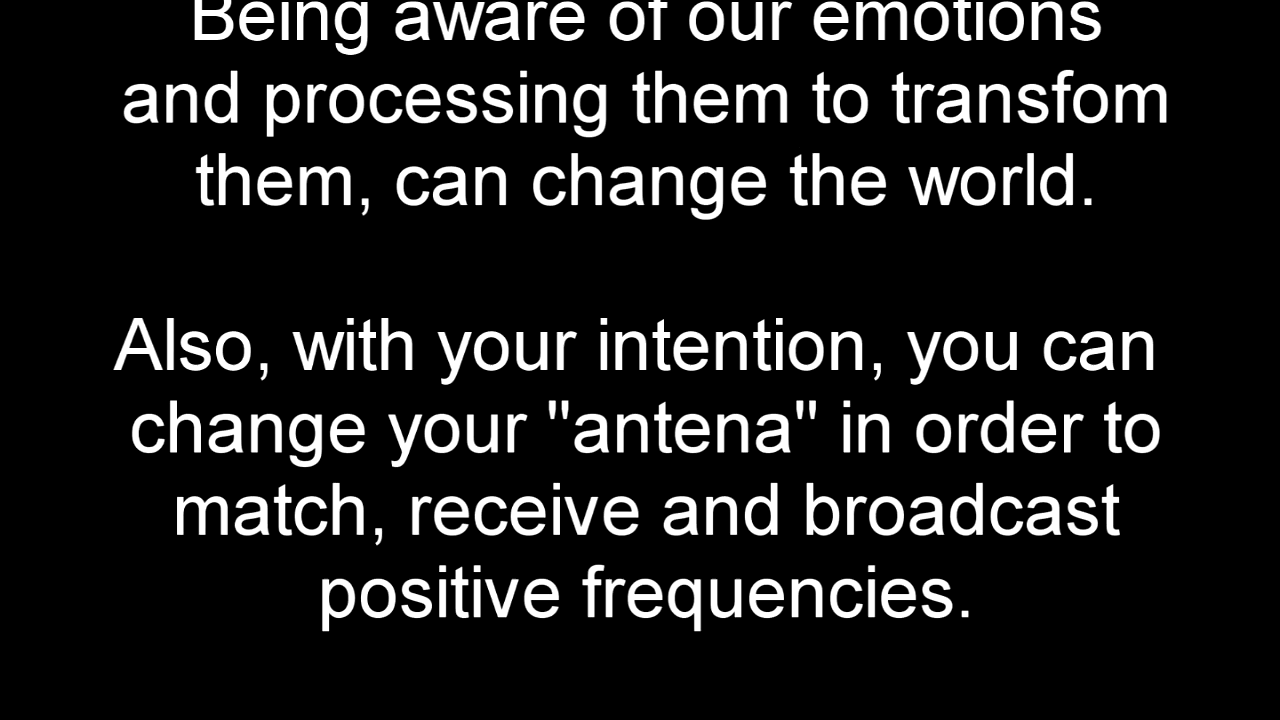 Being aware of our emotions
and processing them to transfom
them, can change the world.
Also, with your intention, you can
change your "antena" in order to
match, receive and broadcast
positive frequencies.